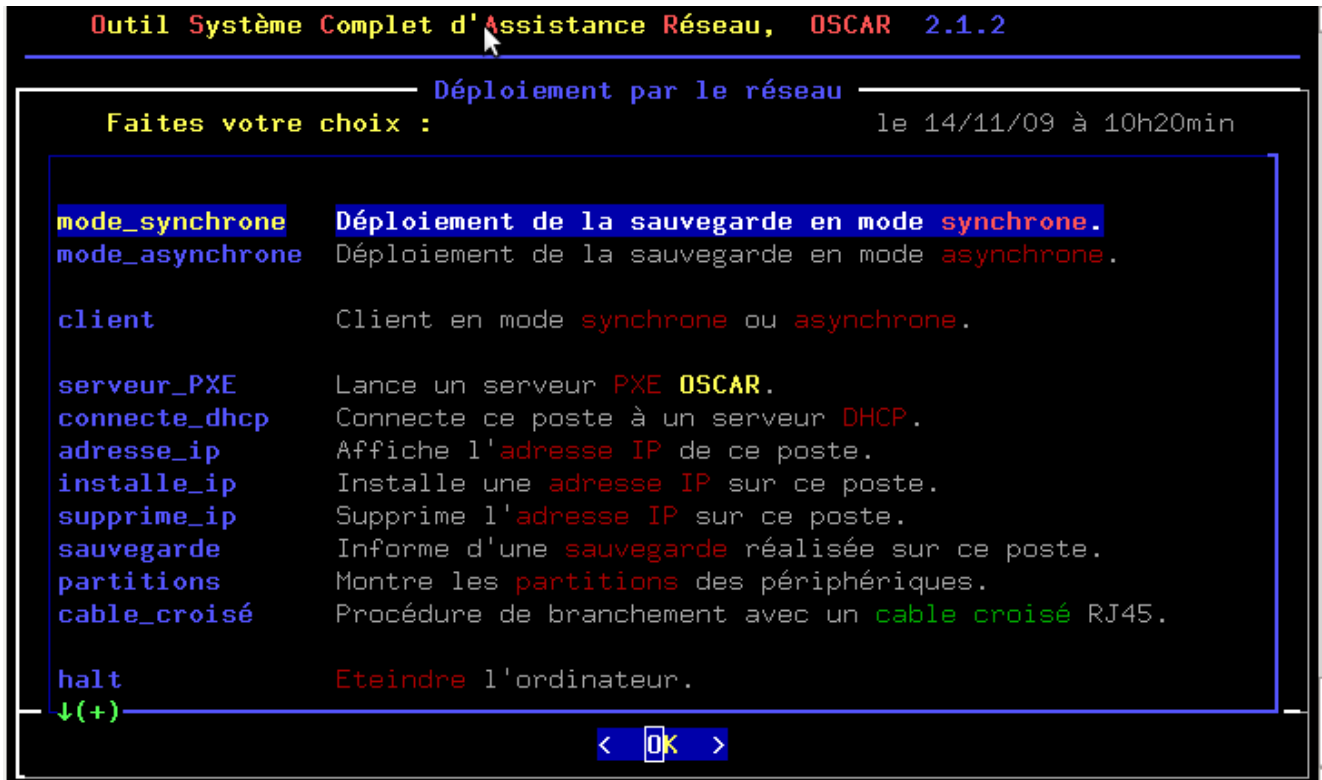 Outil Système Complet d'Assistance Réseau, OSCAR 2.1.2
Déploiement par le réseau
Faites votre choix : le 14/11/09 à 10h20min
mode_synchrone Déploiement de la sauvegarde en mode synchrone.
mode_asynchrone Déploiement de la sauvegarde en mode asynchrone.
client Client en mode synchrone ou asynchrone.
serveur_PXE Lance un serveur PXE OSCAR.
connecte_dhcp Connecte ce poste à un serveur DHCP.
adresse_ip Affiche l'adresse IP de ce poste.
installe_ip Installe une adresse IP sur ce poste.
supprime_ip Supprime l'adresse IP sur ce poste.
sauvegarde Informe d'une sauvegarde réalisée sur ce poste.
partitions Montre les partitions des périphériques.
cable_croisé Procédure de branchement avec un cable croisé RJ45.
halt Eteindre l'ordinateur.
↓(+)
< OK >